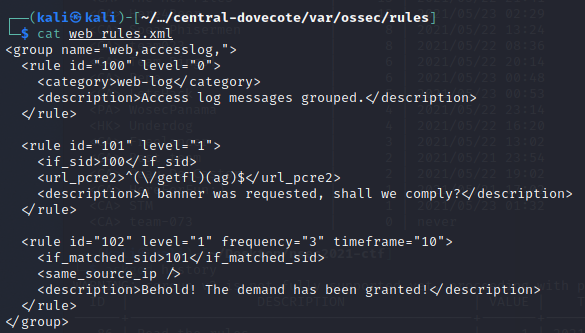 ┌──(kali㉿kali)-[~/…/central-dovecote/var/ossec/rules]
└─$ cat web_rules.xml
<group name="web,accesslog,">
  <rule id="100" level="0">
    <category>web-log</category>
    <description>Access log messages grouped.</description>
  </rule>

  <rule id="101" level="1">
    <if_sid>100</if_sid>
    <url_pcre2>^(\/getfl)(ag)$</url_pcre2>
    <description>A banner was requested, shall we comply?</description>
  </rule>

  <rule id="102" level="1" frequency="3" timeframe="10">
    <if_matched_sid>101</if_matched_sid>
    <same_source_ip />
    <description>Behold! The demand has been granted!</description>
  </rule>
</group>